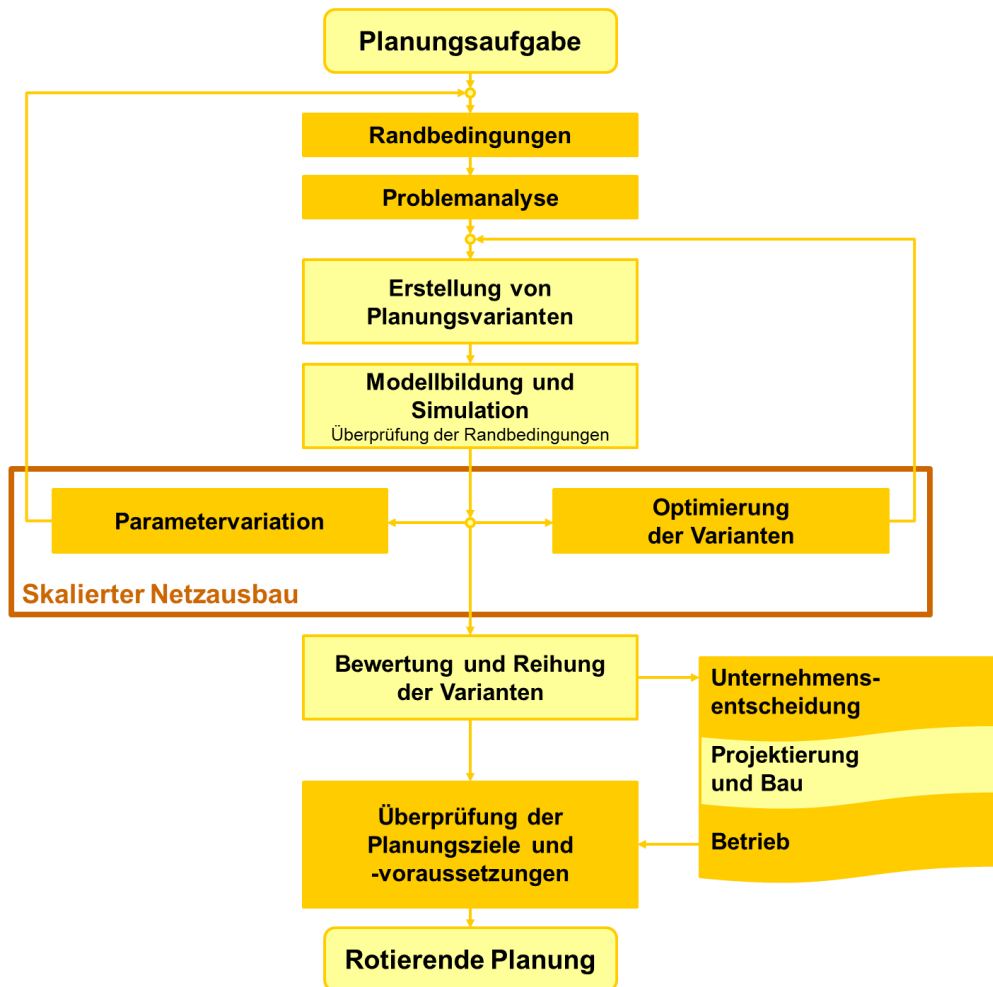 Planungsaufgabe
Randbedingungen
Problemanalyse
Erstellung von
Planungsvarianten
Modellbildung und
Simulation
Überprüfung der Randbedingungen
Parametervariation
Optimierung
der Varianten
Skalierter Netzausbau
Bewertung und Reihung
der Varianten
Unternehmens-
entscheidung
Projektierung
und Bau
Betrieb
Überprüfung der
Planungsziele und
-voraussetzungen
Rotierende Planung